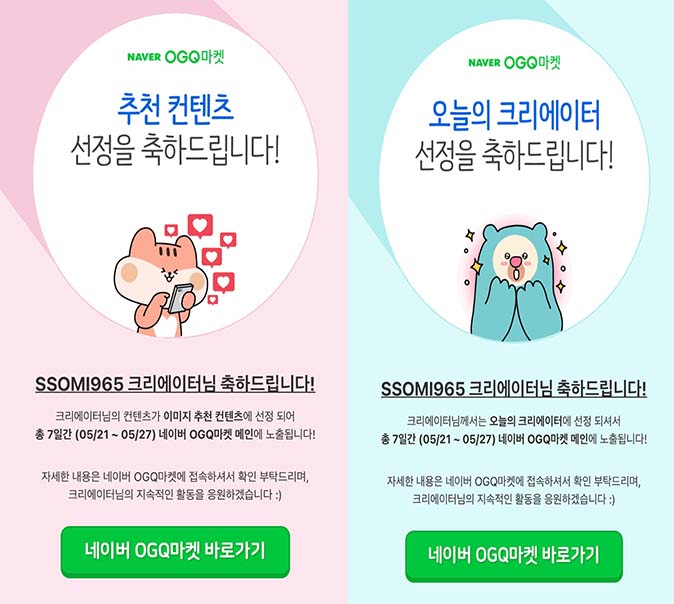 NAVER OGQ마켓
추천 컨텐츠
선정을 축하드립니다!
SSOMI965 크리에이터님 축하드립니다!
크리에이터님의 컨텐츠가 이미지 추천 컨텐츠에 선정 되어
총 7일간 (05/21 ~ 05/27) 네이버 OGQ마켓 메인에 노출됩니다!
자세한 내용은 네이버 OGQ마켓에 접속하셔서 확인 부탁드리며,
크리에이터님의 지속적인 활동을 응원하겠습니다 :)
네이버 OGQ마켓 바로가기
NAVER OGQ마켓
오늘의 크리에이터
선정을 축하드립니다!
SSOMI965 크리에이터님 축하드립니다!
크리에이터님께서는 오늘의 크리에이터에 선정 되셔서
총 7일간 (05/21 ~ 05/27) 네이버 OGQ마켓 메인에 노출됩니다!
자세한 내용은 네이버 OGQ마켓에 접속하셔서 확인 부탁드리며,
크리에이터님의 지속적인 활동을 응원하겠습니다 :)
네이버 OGQ마켓 바로가기